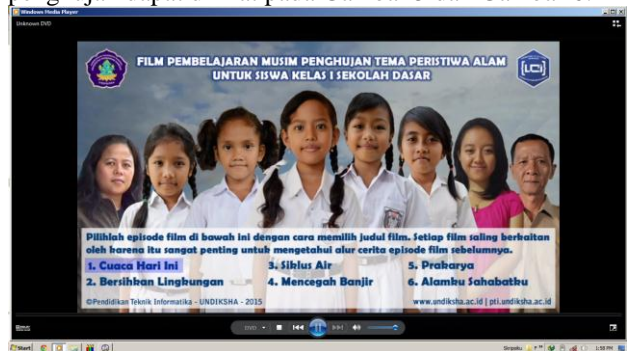 Windows Media Player
Unknown DVD
FILM PEMBELAJARAN MUSIM PENGHUJAN TEMA PERISTIWA ALAM
UNTUK SISWA KELAS I SEKOLAH DASAR
Pilihlah episode film di bawah ini dengan cara memilih judul film. Setiap film saling berkaitan
oleh karena itu sangat penting untuk mengetahui alur cerita episode film sebelumnya.
1. Cuaca Hari Ini
2. Bersihkan Lingkungan
3. Siklus Air
4. Mencegah Banjir
5. Prakarya
6. Alamku Sahabatku
©Pendidikan Teknik Informatika - UNDIKSHA - 2015
www.undiksha.ac.id | pti.undiksha.ac.id
DVD
Start
1:58 PM